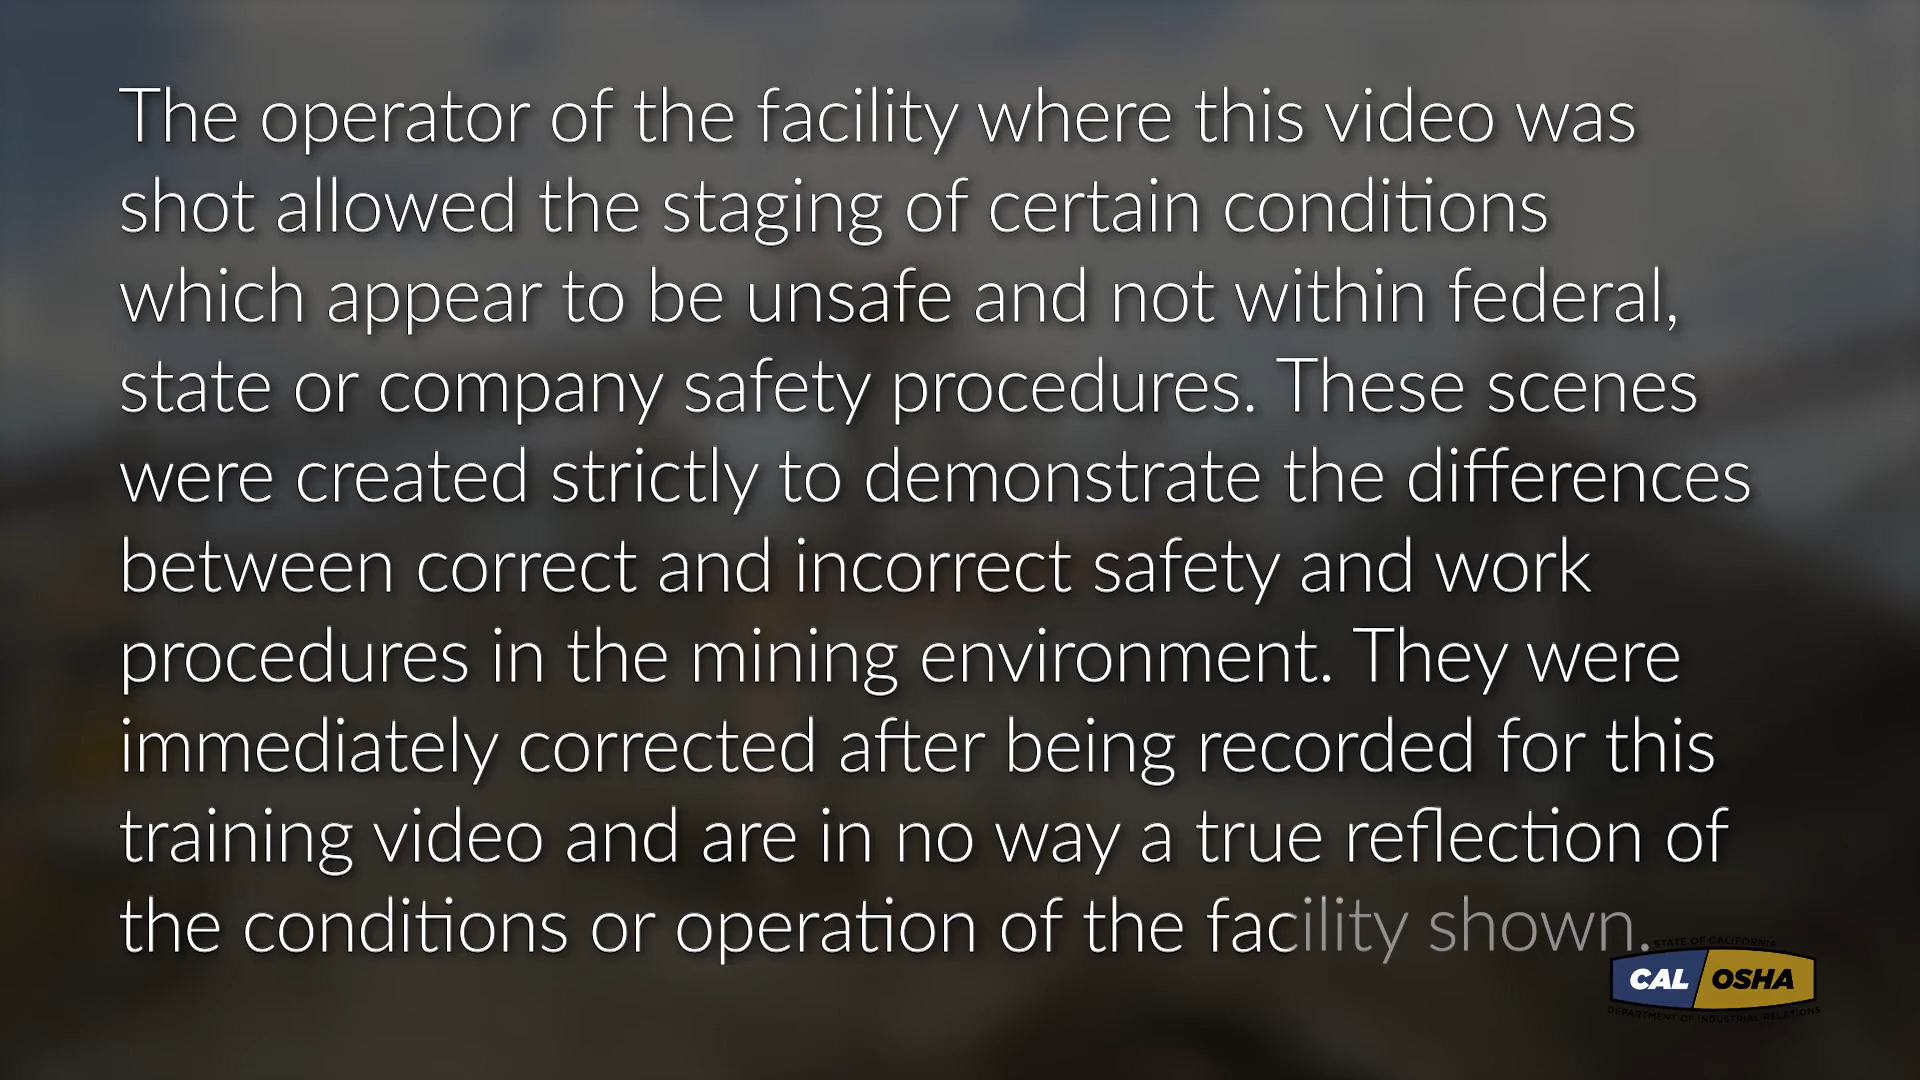 The operator of the facility where this video was
shot allowed the staging of certain conditions
which appear to be unsafe and not within federal,
state or company safety procedures. These scenes
were created strictly to demonstrate the differences
between correct and incorrect safety and work
procedures in the mining environment. They were
immediately corrected after being recorded for this
training video and are in no way a true reflection of
the conditions or operation of the facility shown.
STATE OF CALIFORNIA
CAL OSHA
DEPARTMENT OF INDUSTRIAL RELATIONS